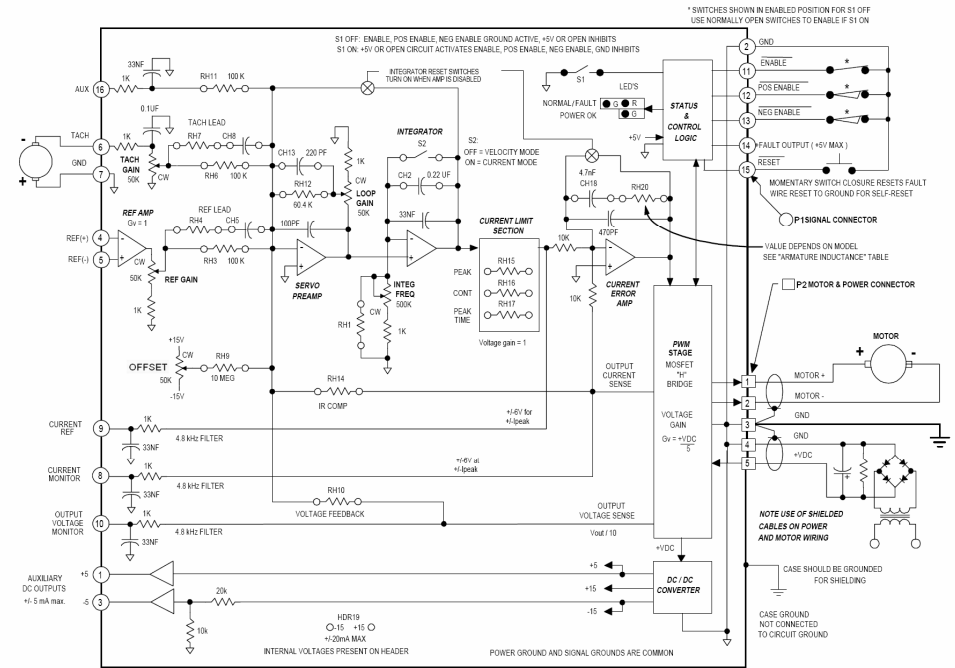 * SWITCHES SHOWN IN ENABLED POSITION FOR S1 OFF
USE NORMALLY OPEN SWITCHES TO ENABLE IF S1 ON
S1 OFF: ENABLE, POS ENABLE, NEG ENABLE GROUND ACTIVE, +5V OR OPEN INHIBITS
S1 ON: +5V OR OPEN CIRCUIT ACTIVATES ENABLE, POS ENABLE, NEG ENABLE, GND INHIBITS
2 GND
33NF
1K
RH11 100 K
AUX 16
INTEGRATOR RESET SWITCHES
TURN ON WHEN AMP IS DISABLED
S1
LED'S
NORMAL/FAULT G R
POWER OK G
+5V
STATUS
&
CONTROL
LOGIC
11 ENABLE *
12 POS ENABLE *
13 NEG ENABLE *
14 +FAULT OUTPUT ( +5V MAX )
15 RESET
MOMENTARY SWITCH CLOSURE RESETS FAULT
WIRE RESET TO GROUND FOR SELF-RESET
P1SIGNAL CONNECTOR
0.1UF
-
+
TACH 6
GND 7
1K
TACH
GAIN
50K
CW
TACH LEAD
RH7 CH8
RH6
100 K
CH13 220 PF
RH12
60.4 K
1K
CW
LOOP
GAIN
50K
INTEGRATOR
S2
S2:
OFF = VELOCITY MODE
ON = CURRENT MODE
CH2 0.22 UF
33NF
4.7nF
CH18
RH20
470PF
VALUE DEPENDS ON MODEL
SEE "ARMATURE INDUCTANCE" TABLE
REF AMP
Gv = 1
REF(+) 4
REF(-) 5
-
+
CW
50K
REF GAIN
1K
REF LEAD
RH4 CH5
RH3 100 K
100PF
-
+
SERVO
PREAMP
-
+
INTEG
FREQ
500K
CW
RH1
1K
CURRENT LIMIT
SECTION
PEAK RH15
CONT RH16
PEAK
TIME RH17
Voltage gain = 1
10K
10K
-
+
CURRENT
ERROR
AMP
P2 MOTOR & POWER CONNECTOR
+15V
CW
OFFSET
50K
-15V
RH9
10 MEG
RH14
IR COMP
OUTPUT
CURRENT
SENSE
PWM
STAGE
MOSFET
"H"
BRIDGE
VOLTAGE
GAIN
Gv = +VDC
5
MOTOR
+ -
1 MOTOR +
2 MOTOR -
3 GND
4 GND
5 +VDC
+
CURRENT
REF 9
1K
33NF
4.8 kHz FILTER
+/-6V for
+/-Ipeak
CURRENT
MONITOR 8
1K
33NF
4.8 kHz FILTER
+/-6V at
+/-Ipeak
OUTPUT
VOLTAGE
MONITOR 10
1K
33NF
4.8 kHz FILTER
RH10
VOLTAGE FEEDBACK
OUTPUT
VOLTAGE SENSE
Vout / 10
NOTE USE OF SHIELDED
CABLES ON POWER
AND MOTOR WIRING
+VDC
AUXILIARY
DC OUTPUTS
+/- 5 mA max.
+5 1
-5 3
20k
10k
+5
+15
-15
DC / DC
CONVERTER
HDR19
-15 +15
+/-20mA MAX
INTERNAL VOLTAGES PRESENT ON HEADER
POWER GROUND AND SIGNAL GROUNDS ARE COMMON
CASE SHOULD BE GROUNDED
FOR SHIELDING
CASE GROUND
NOT CONNECTED
TO CIRCUIT GROUND